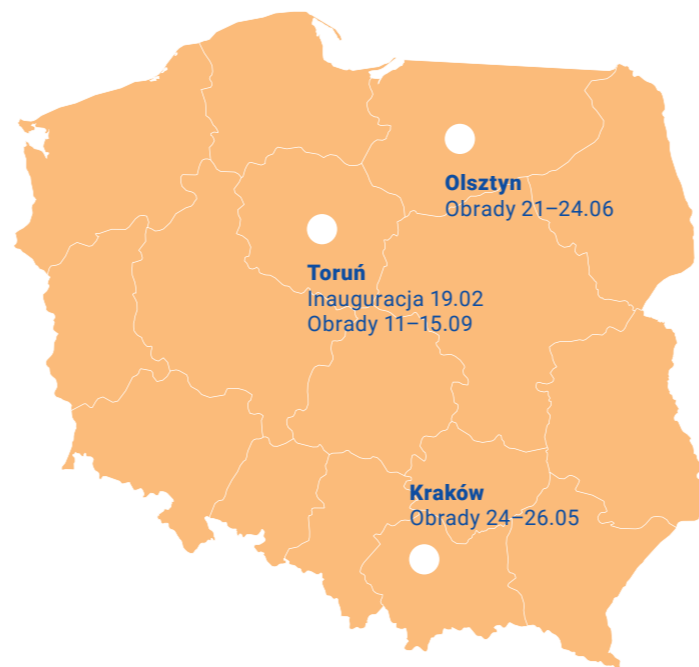 Olsztyn
Obrady 21–24.06
Toruń
Inauguracja 19.02
Obrady 11–15.09
Kraków
Obrady 24–26.05